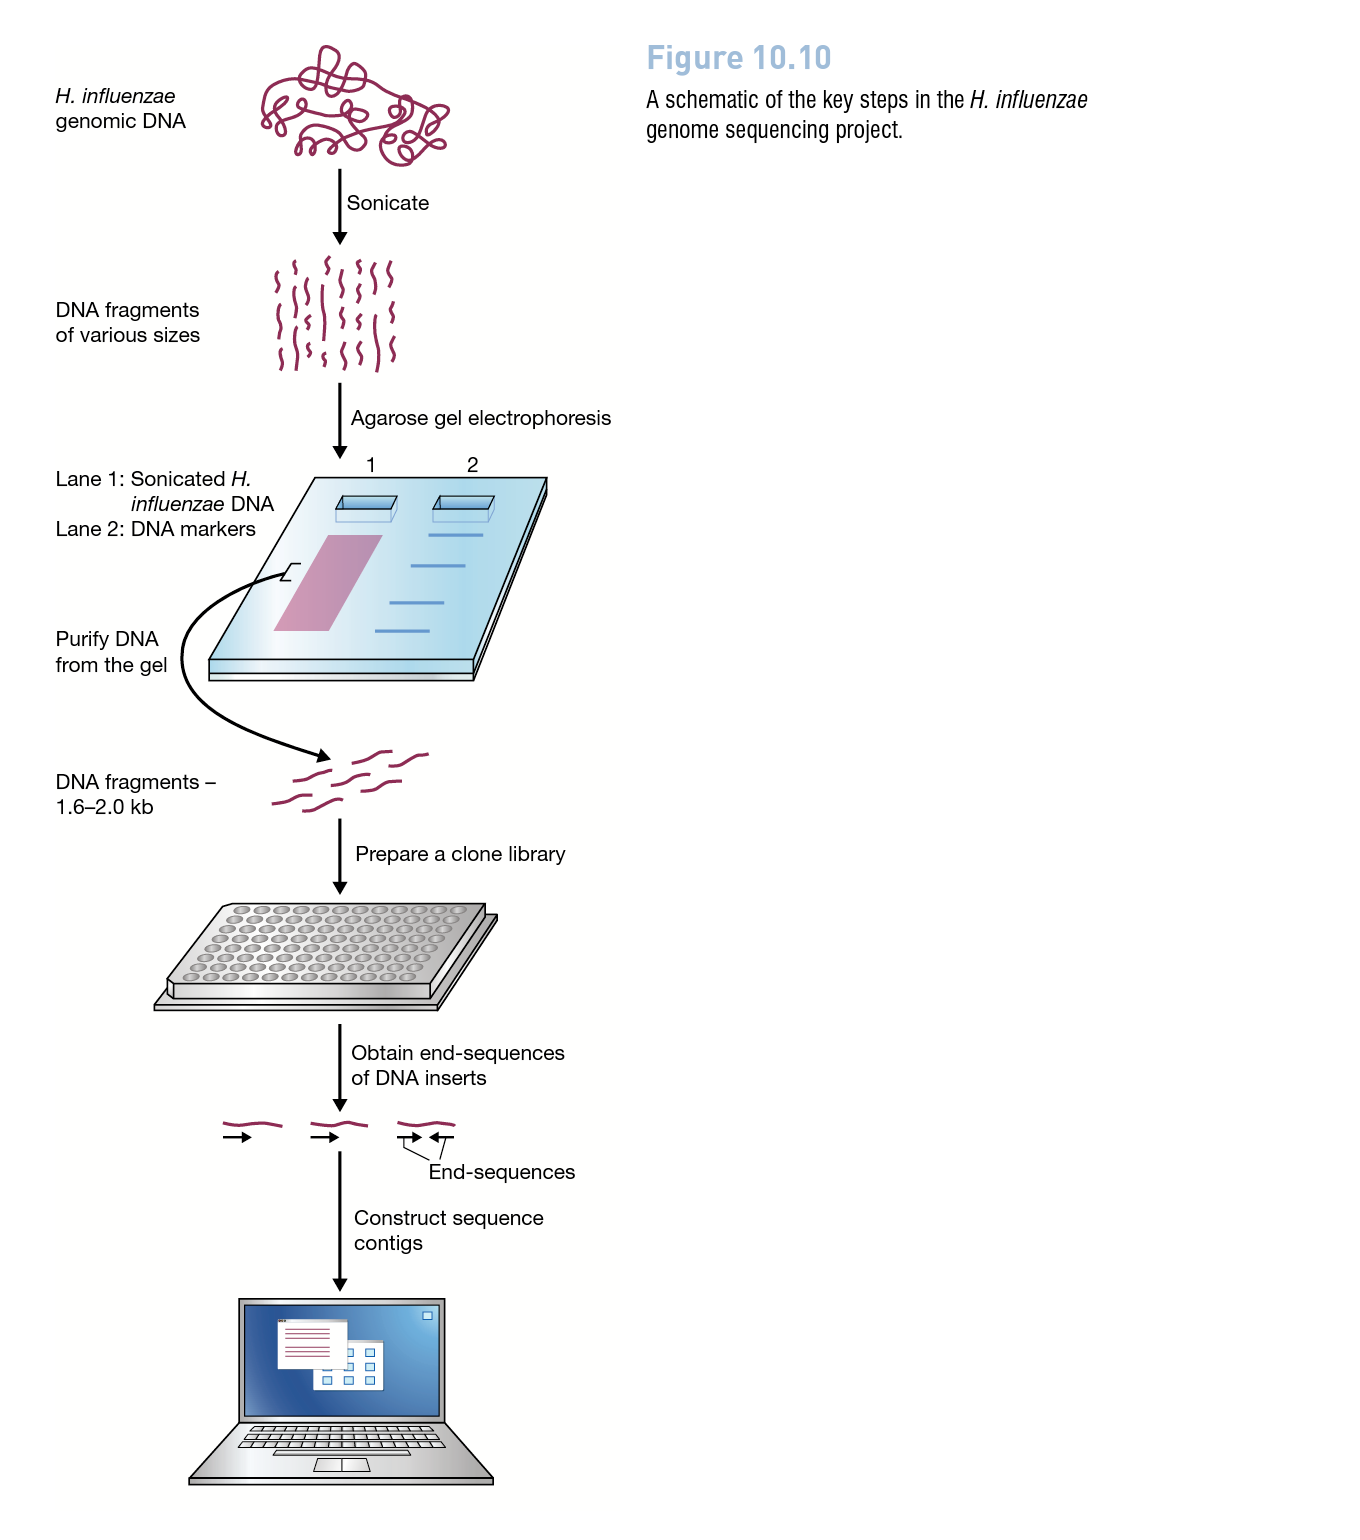 Figure 10.10
A schematic of the key steps in the H. influenzae
genome sequencing project.
H. influenzae
genomic DNA
Sonicate
DNA fragments
of various sizes
Agarose gel electrophoresis
1 2
Lane 1: Sonicated H.
influenzae DNA
Lane 2: DNA markers
Purify DNA
from the gel
DNA fragments –
1.6–2.0 kb
Prepare a clone library
Obtain end-sequences
of DNA inserts
End-sequences
Construct sequence
contigs